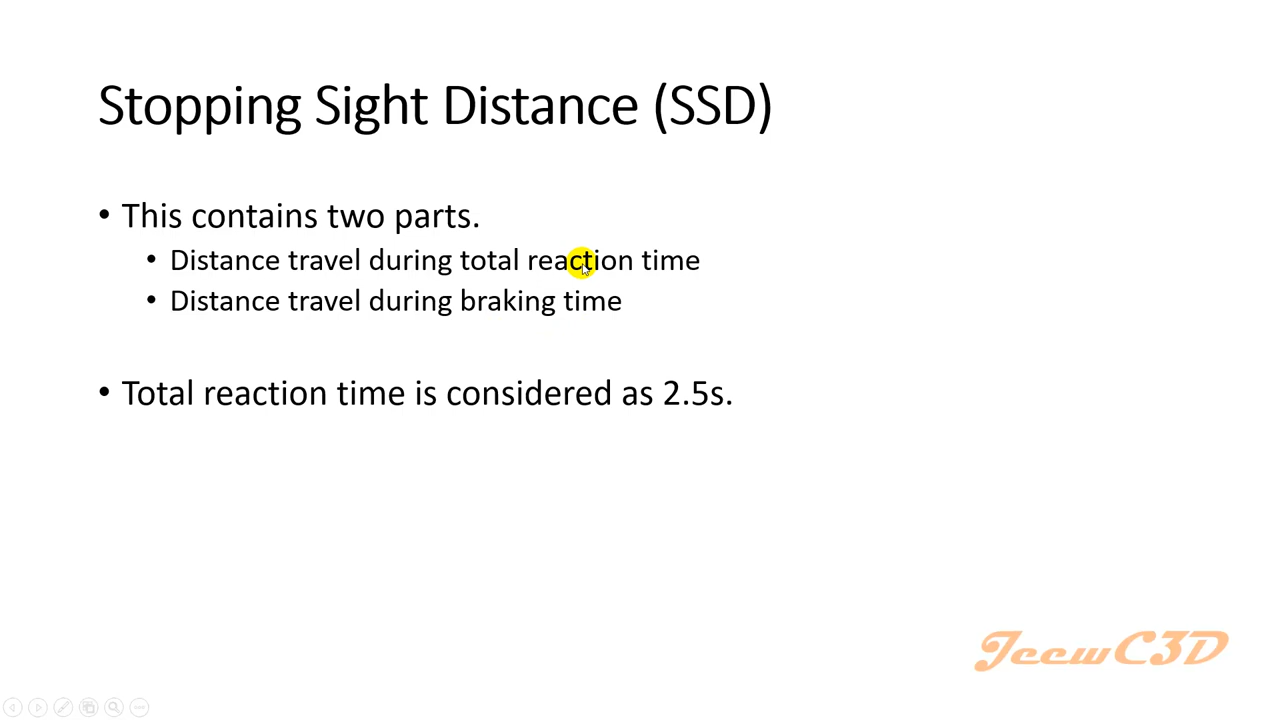 Stopping Sight Distance (SSD)
• This contains two parts.
• Distance travel during total reaction time
• Distance travel during braking time
• Total reaction time is considered as 2.5s.
JeewC3D